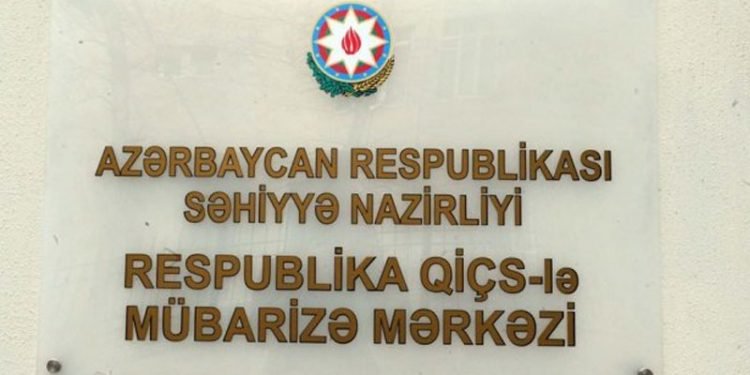 AZƏRBAYCAN RESPUBLİKASI
SƏHİYYƏ NAZİRLİYİ
RESPUBLİKA QİÇS-lə
MÜBARİZƏ MƏRKƏZİ